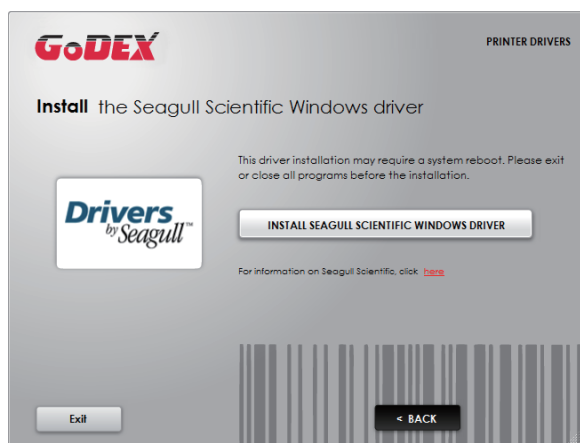 GoDEX
PRINTER DRIVERS
Install the Seagull Scientific Windows driver
This driver installation may require a system reboot. Please exit
or close all programs before the installation.
Drivers
by Seagull™
INSTALL SEAGULL SCIENTIFIC WINDOWS DRIVER
For information on Seagull Scientific, click here
Exit
< BACK